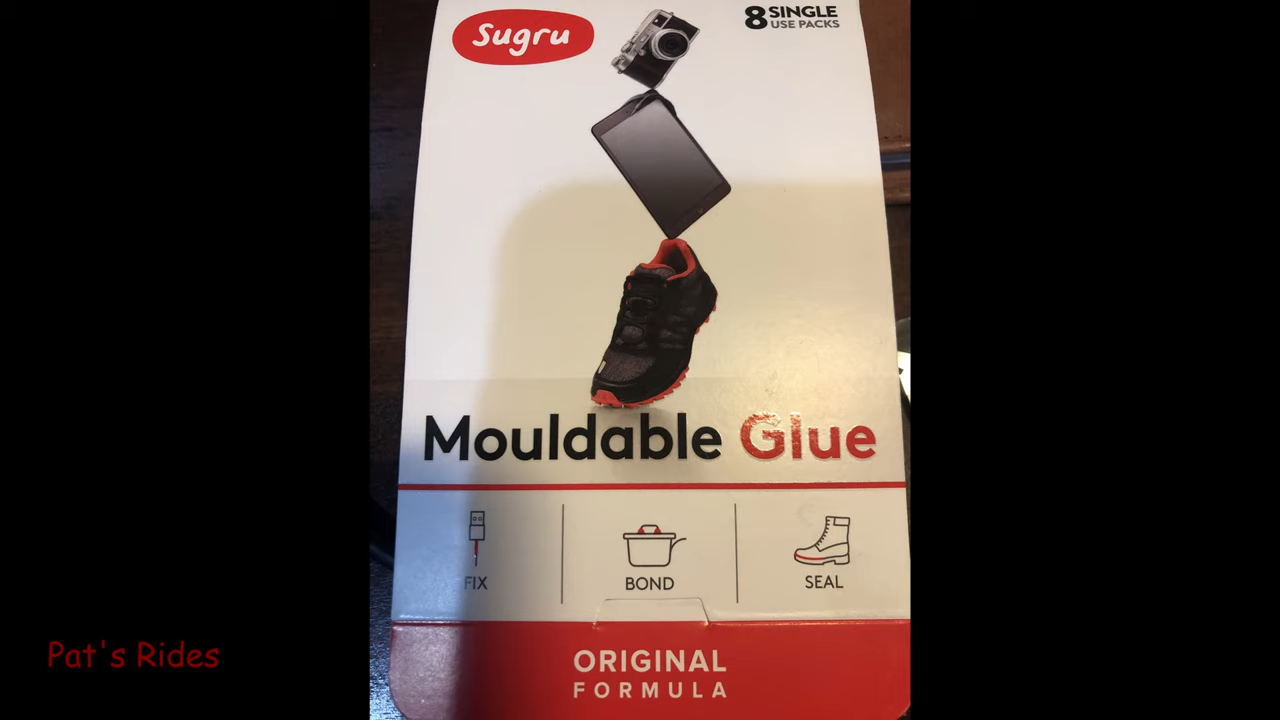 Sugru
8 SINGLE
USE PACKS
Mouldable Glue
FIX
BOND
SEAL
ORIGINAL
FORMULA
Pat's Rides